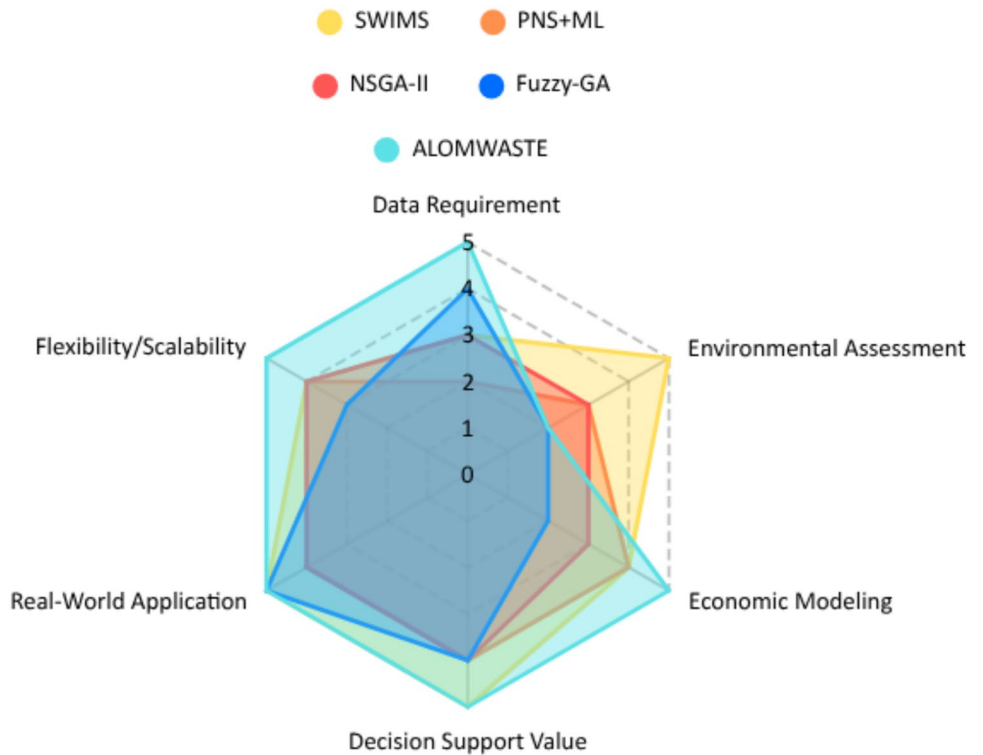 SWIMS PNS+ML
NSGA-II Fuzzy-GA
ALOMWASTE
Data Requirement
5
4
3
2
1
0
Flexibility/Scalability
Environmental Assessment
Real-World Application
Economic Modeling
Decision Support Value